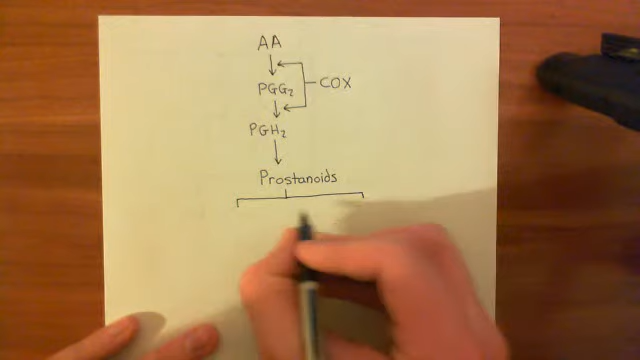 AA
PGG₂
COX
PGH₂
Prostanoids